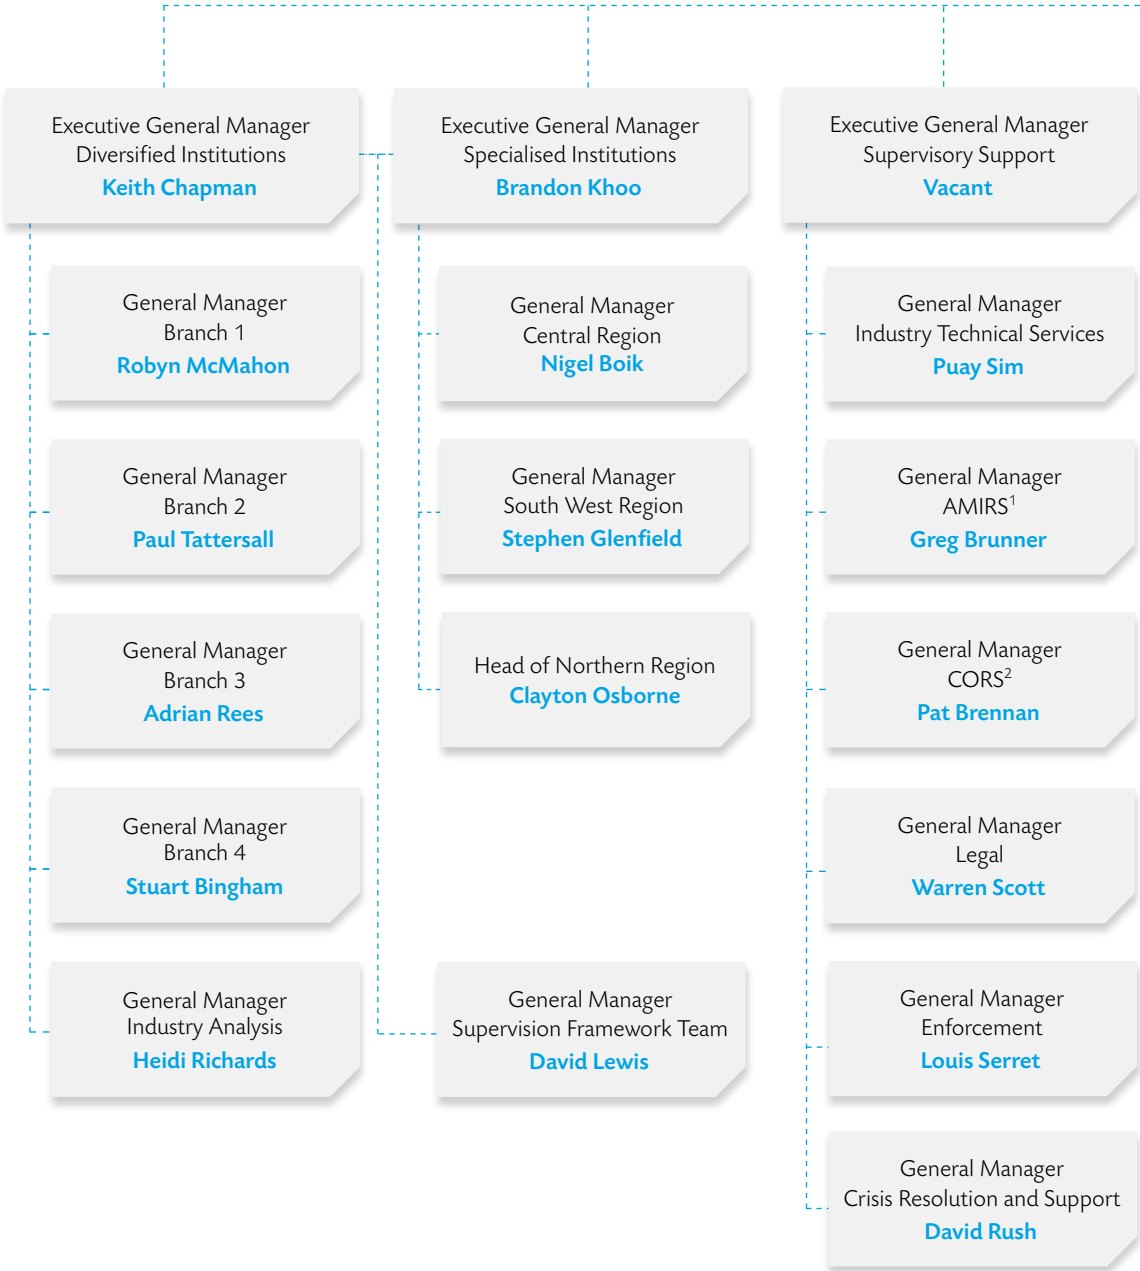 Executive General Manager
Diversified Institutions
Keith Chapman
Executive General Manager
Specialised Institutions
Brandon Khoo
Executive General Manager
Supervisory Support
Vacant
General Manager
Branch 1
Robyn McMahon
General Manager
Central Region
Nigel Boik
General Manager
Industry Technical Services
Puay Sim
General Manager
Branch 2
Paul Tattersall
General Manager
South West Region
Stephen Glenfield
General Manager
AMIRS¹
Greg Brunner
General Manager
Branch 3
Adrian Rees
Head of Northern Region
Clayton Osborne
General Manager
CORS²
Pat Brennan
General Manager
Branch 4
Stuart Bingham
General Manager
Legal
Warren Scott
General Manager
Industry Analysis
Heidi Richards
General Manager
Supervision Framework Team
David Lewis
General Manager
Enforcement
Louis Serret
General Manager
Crisis Resolution and Support
David Rush